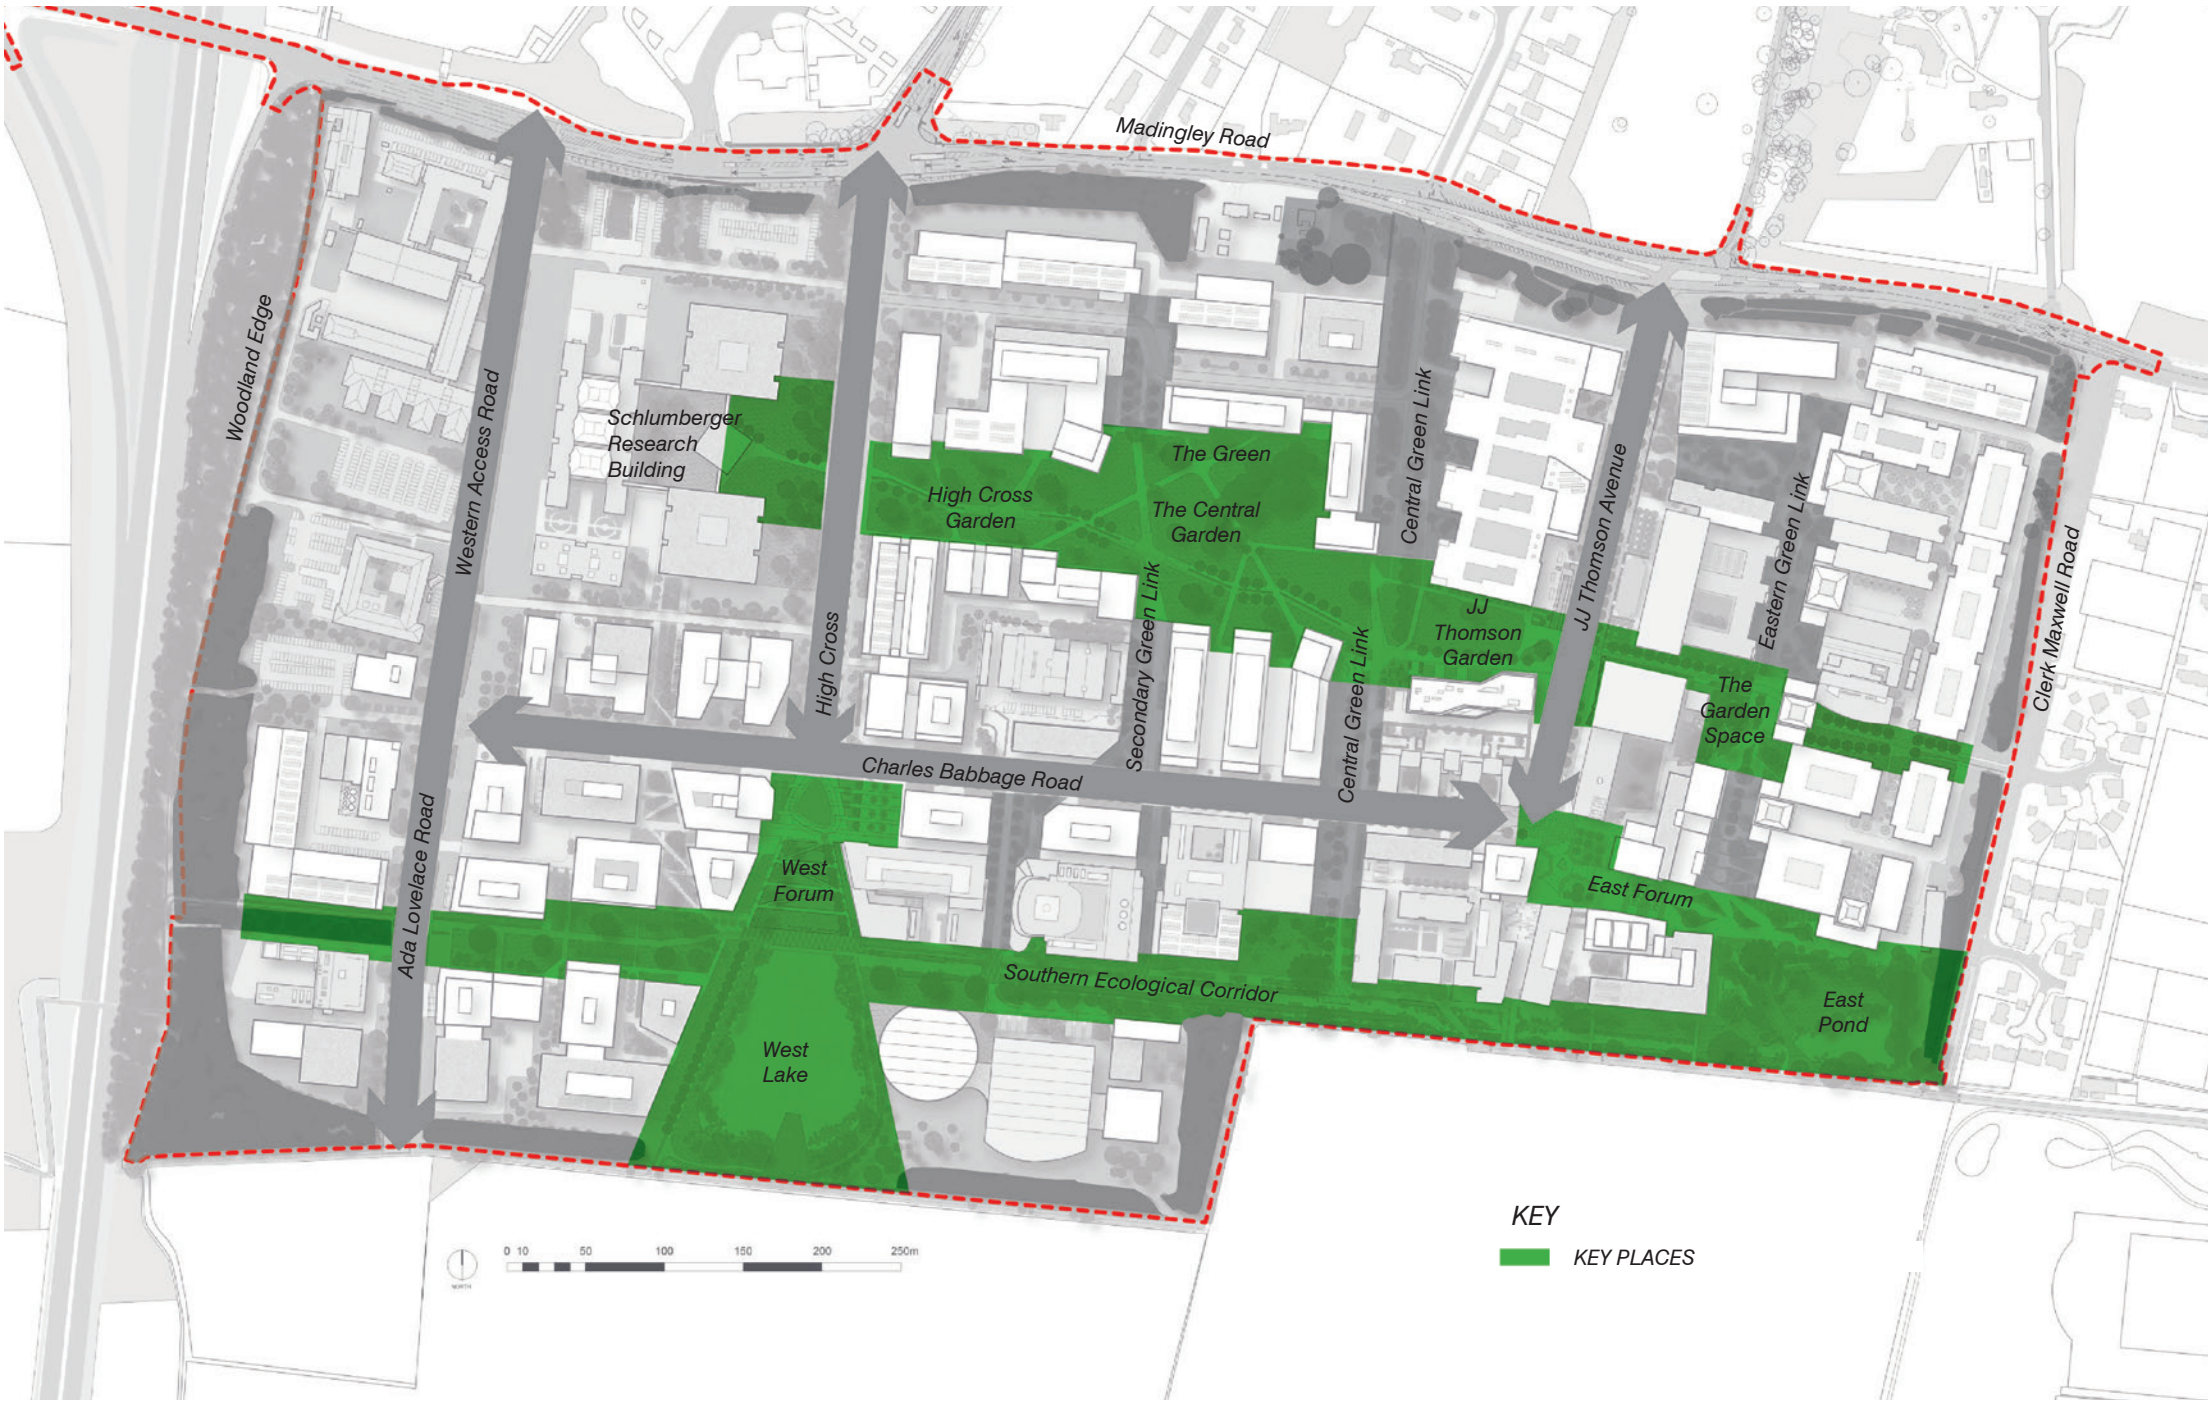 Madingley Road
Woodland Edge
Western Access Road
Schlumberger
Research
Building
High Cross
High Cross
Garden
The Green
The Central
Garden
Central Green Link
JJ Thomson Avenue
Eastern Green Link
Clerk Maxwell Road
JJ
Thomson
Garden
The
Garden
Space
Secondary Green Link
Central Green Link
Charles Babbage Road
Ada Lovelace Road
West
Forum
East Forum
Southern Ecological Corridor
East
Pond
West
Lake
KEY
KEY PLACES
0 10 50 100 150 200 250m
NORTH